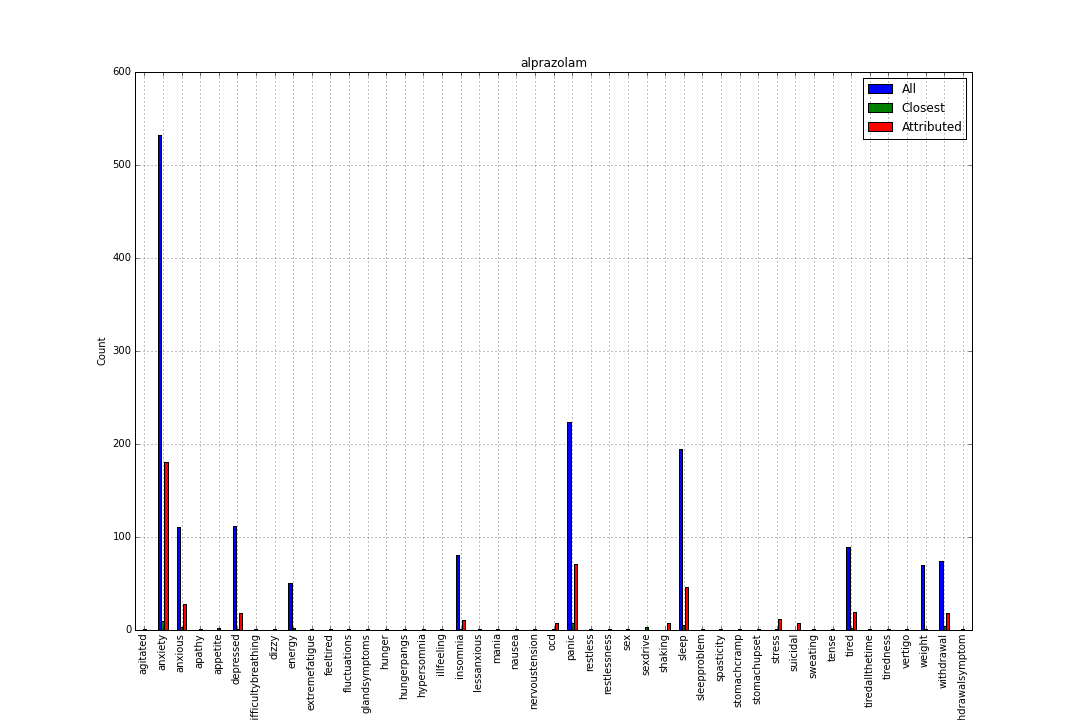 alprazolam
All
Closest
Attributed
600
500
400
300
200
100
0
Count
agitated
anxiety
anxious
apathy
appetite
depressed
ifficultybreathing
dizzy
energy
extremefatigue
feeltired
fluctuations
glandsymptoms
hunger
hungerpangs
hypersomnia
illfeeling
insomnia
lessanxious
mania
nausea
nervoustension
ocd
panic
restless
restlessness
sex
sexdrive
shaking
sleep
sleepproblem
spasticity
stomachcramp
stomachupset
stress
suicidal
sweating
tense
tired
tiredallthetime
tiredness
vertigo
weight
withdrawal
hdrawalsymptom